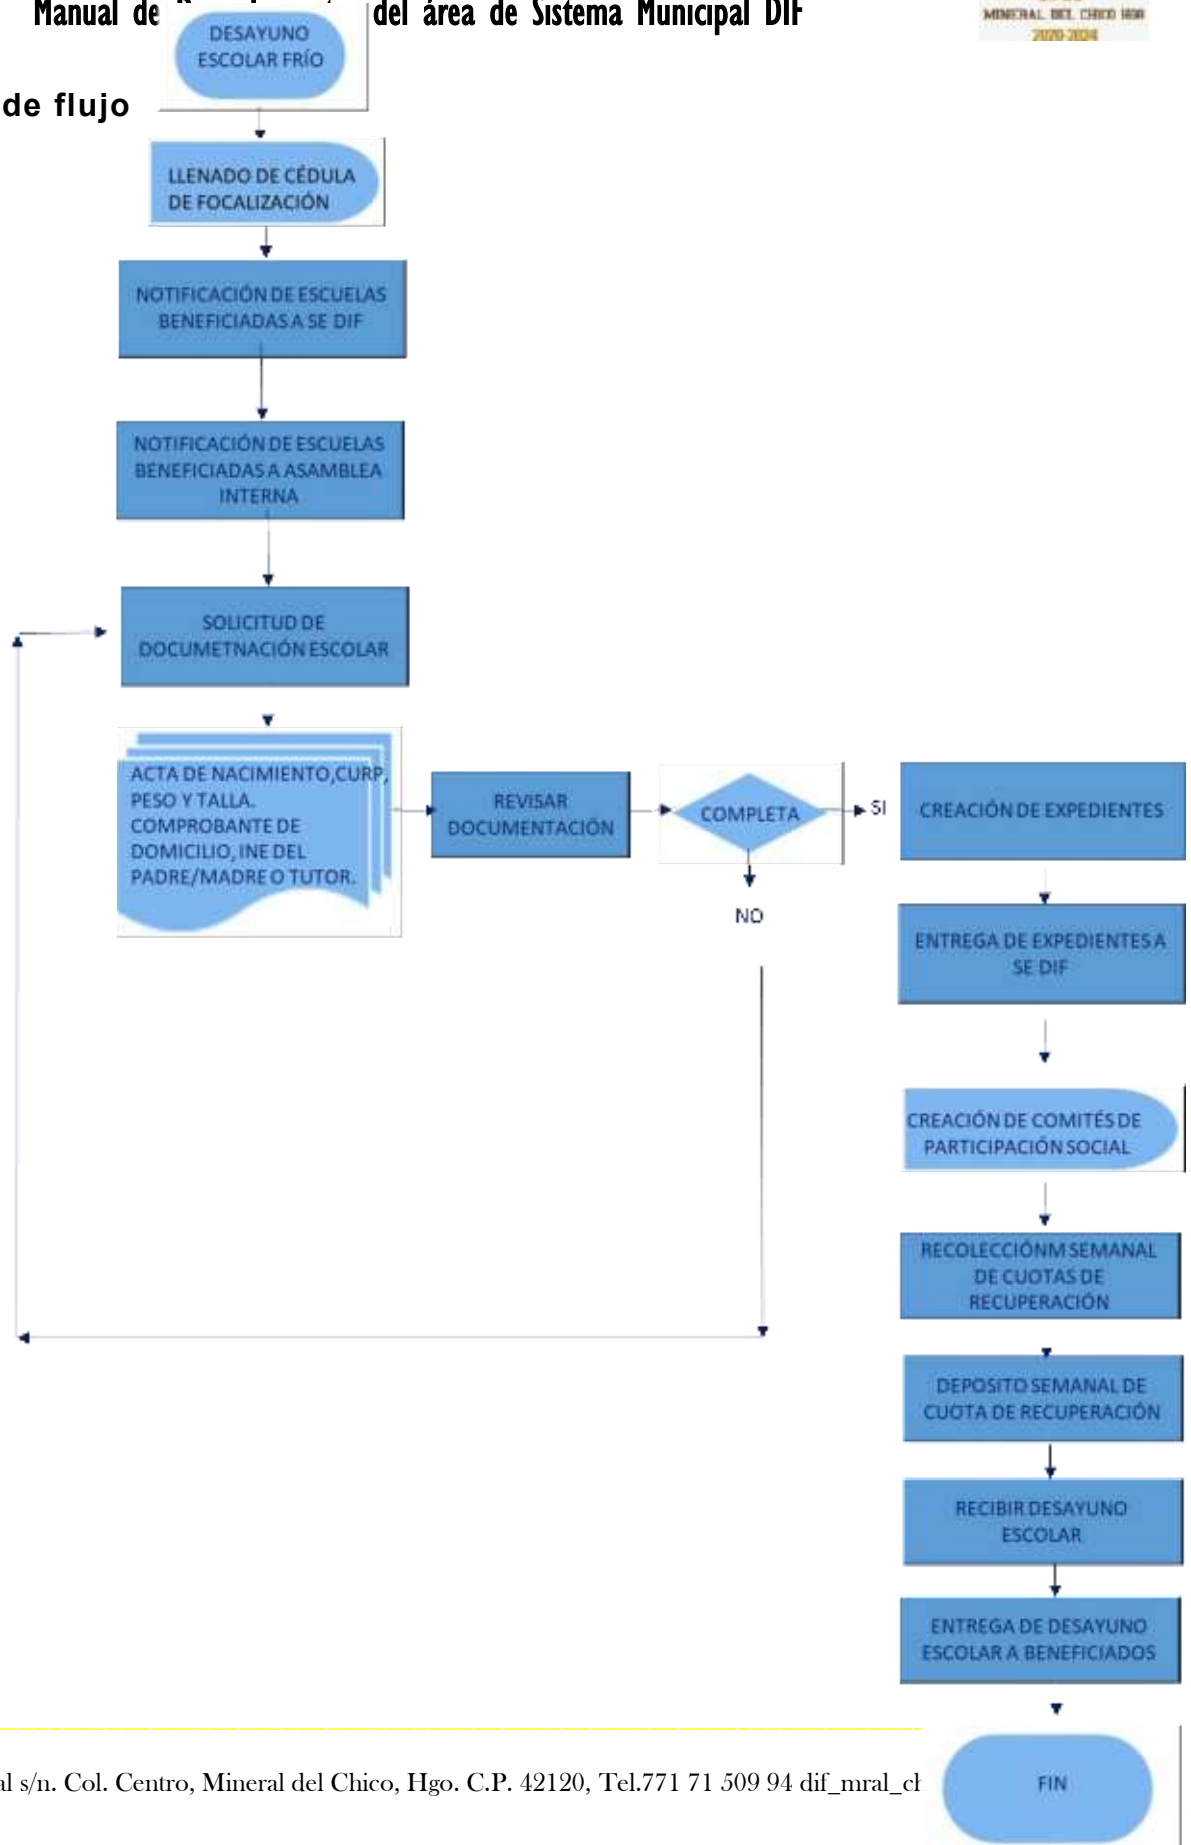 Manual de del área de Sistema Municipal DIF
MINERAL DEL CHICO HGO
2020-2024
de flujo
DESAYUNO
ESCOLAR FRÍO
LLENADO DE CÉDULA
DE FOCALIZACIÓN
NOTIFICACIÓN DE ESCUELAS
BENEFICIADAS A SE DIF
NOTIFICACIÓN DE ESCUELAS
BENEFICIADAS A ASAMBLEA
INTERNA
SOLICITUD DE
DOCUMETNACIÓN ESCOLAR
ACTA DE NACIMIENTO,CURP,
PESO Y TALLA.
COMPROBANTE DE
DOMICILIO, INE DEL
PADRE/MADRE O TUTOR.
REVISAR
DOCUMENTACIÓN
COMPLETA
SI
NO
CREACIÓN DE EXPEDIENTES
ENTREGA DE EXPEDIENTES A
SE DIF
CREACIÓN DE COMITÉS DE
PARTICIPACIÓN SOCIAL
RECOLECCIÓNM SEMANAL
DE CUOTAS DE
RECUPERACIÓN
DEPOSITO SEMANAL DE
CUOTA DE RECUPERACIÓN
RECIBIR DESAYUNO
ESCOLAR
ENTREGA DE DESAYUNO
ESCOLAR A BENEFICIADOS
FIN
al s/n. Col. Centro, Mineral del Chico, Hgo. C.P. 42120, Tel.771 71 509 94 dif_mral_ch